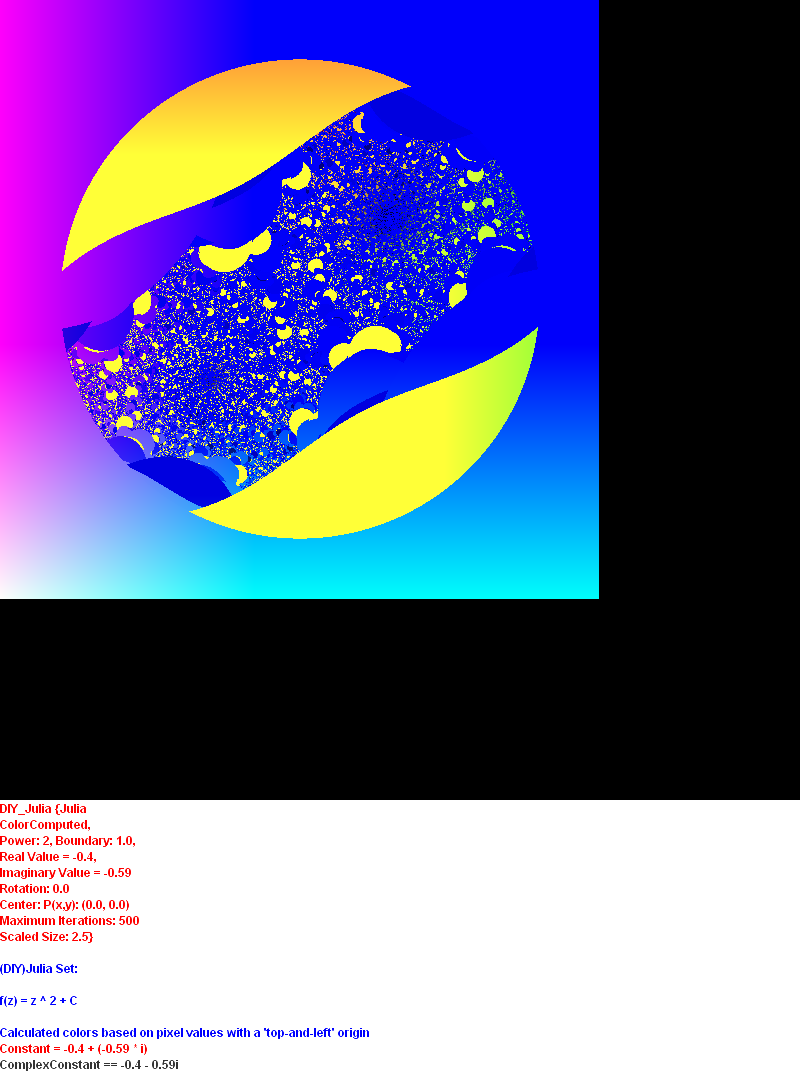 DIY_Julia {Julia
ColorComputed,
Power: 2, Boundary: 1.0,
Real Value = -0.4,
Imaginary Value = -0.59
Rotation: 0.0
Center: P(x,y): (0.0, 0.0)
Maximum Iterations: 500
Scaled Size: 2.5}
(DIY)Julia Set:
f(z) = z ^ 2 + C
Calculated colors based on pixel values with a 'top-and-left' origin
Constant = -0.4 + (-0.59 * i)
ComplexConstant == -0.4 - 0.59i